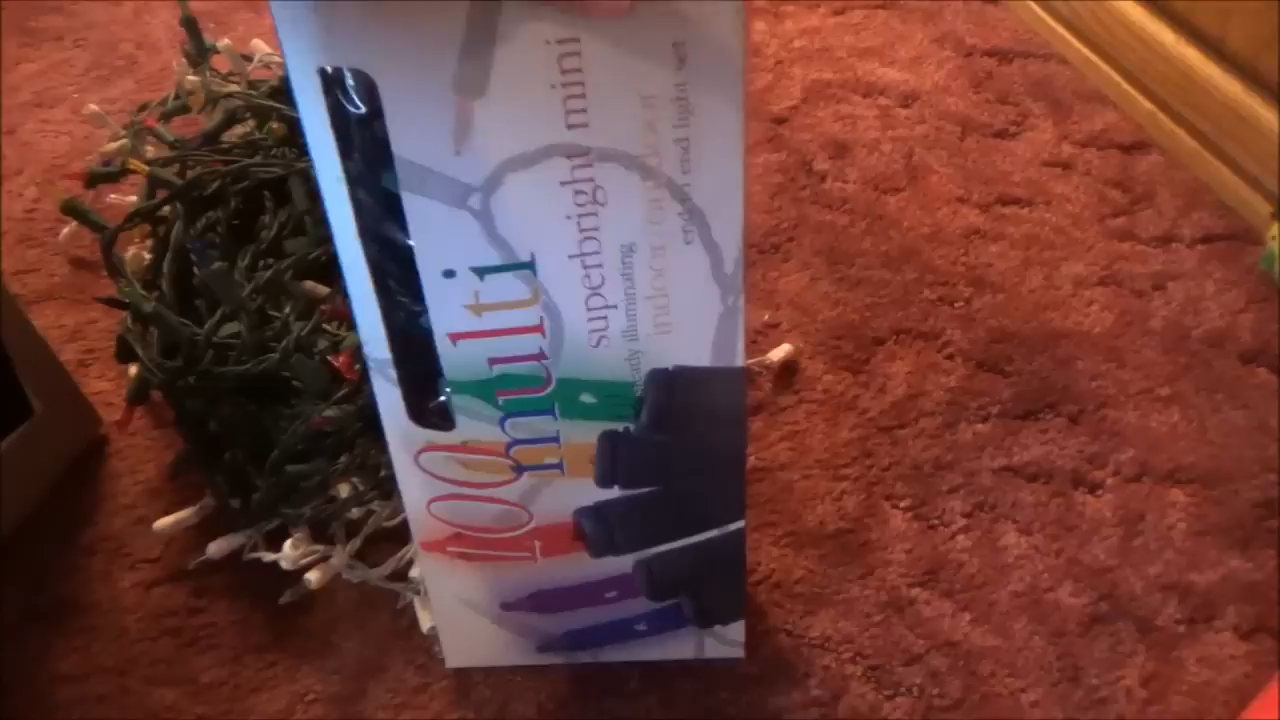 100 multi
superbright mini
steady illuminating
indoor / outdoor
end to end light set